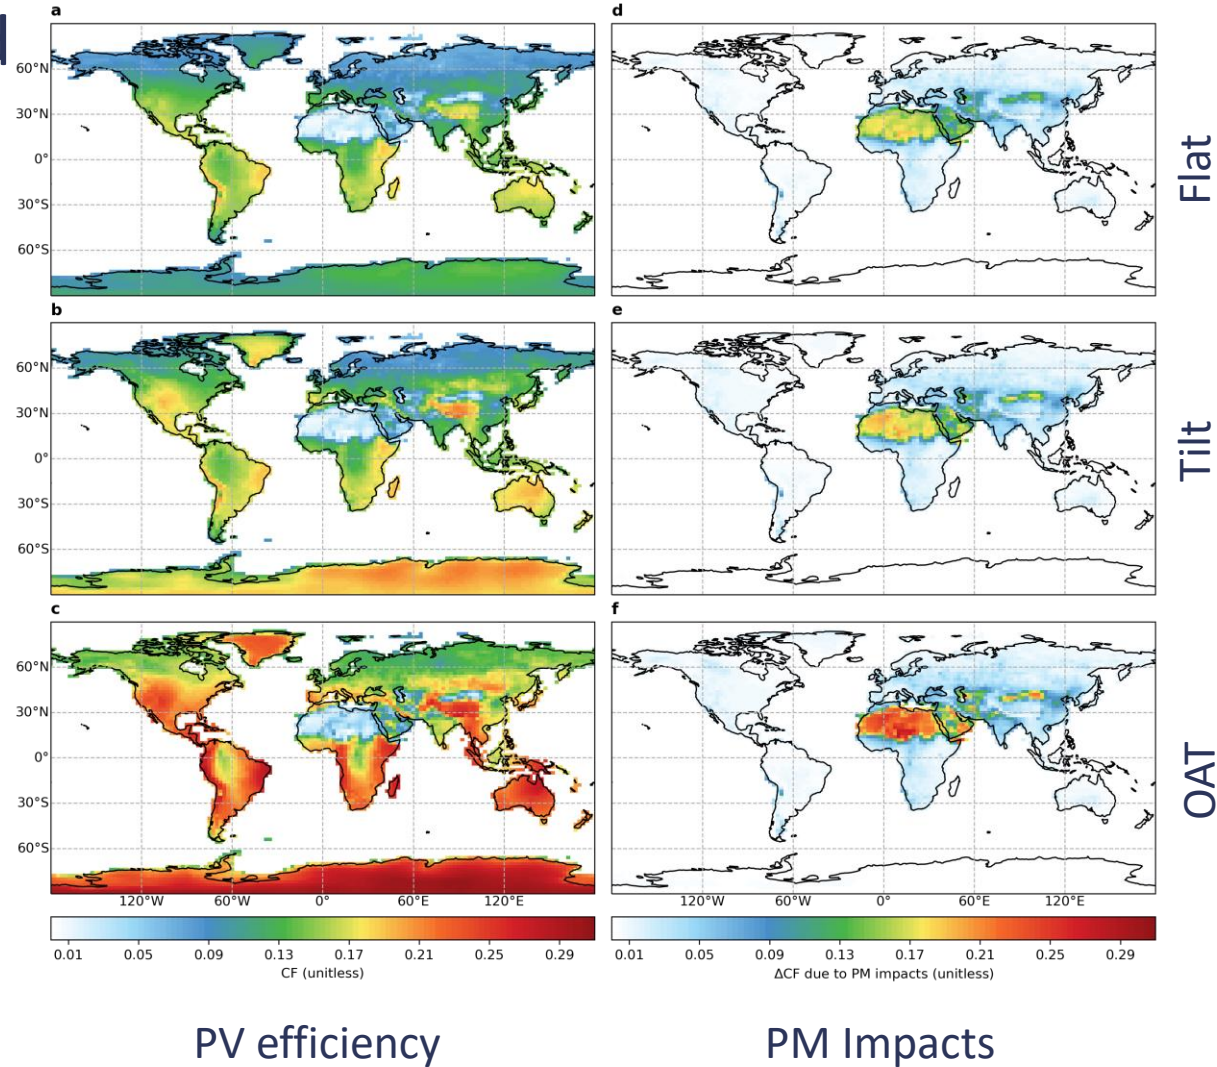 a
60°N
30°N
0°
30°S
60°S
d
Flat
b
60°N
30°N
0°
30°S
60°S
e
Tilt
c
60°N
30°N
0°
30°S
60°S
120°W 60°W 0° 60°E 120°E
f
120°W 60°W 0° 60°E 120°E
OAT
0.01 0.05 0.09 0.13 0.17 0.21 0.25 0.29
CF (unitless)
0.01 0.05 0.09 0.13 0.17 0.21 0.25 0.29
ΔCF due to PM impacts (unitless)
PV efficiency
PM Impacts